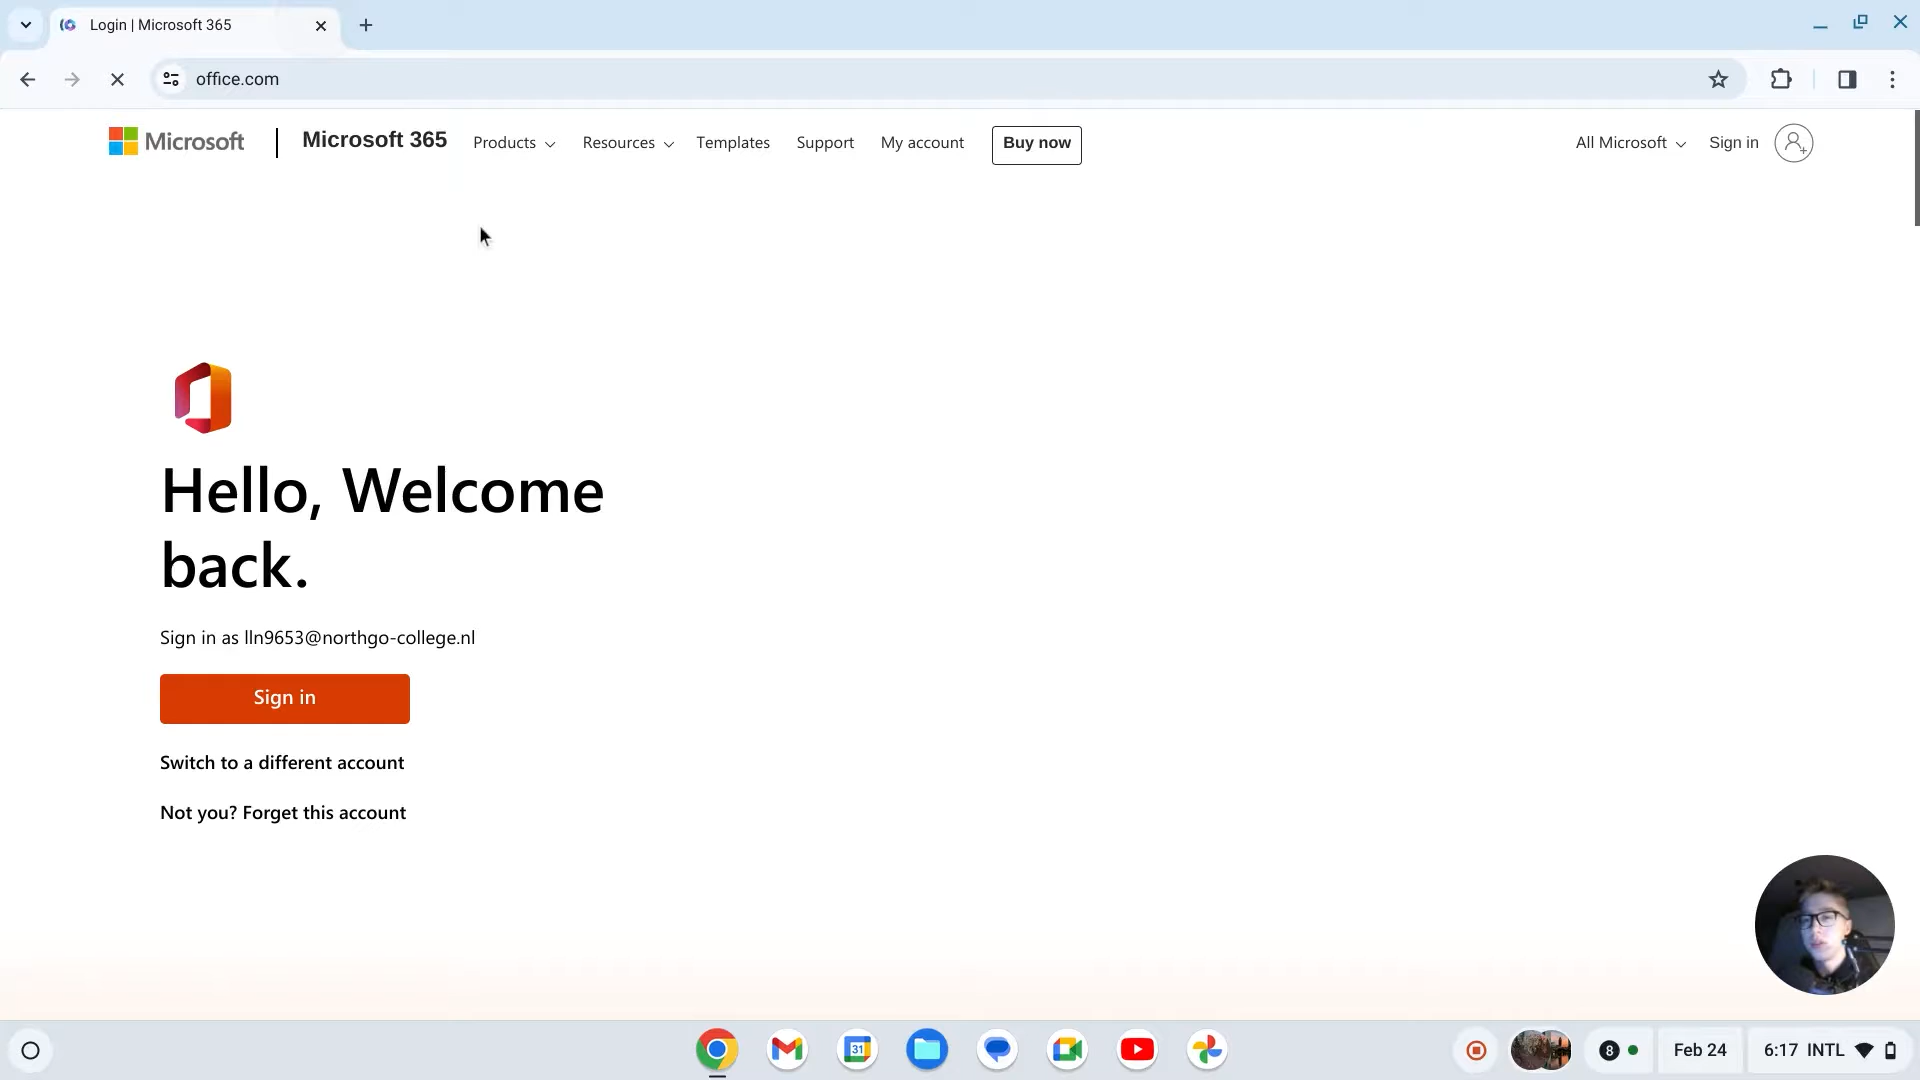 Login | Microsoft 365
office.com
Microsoft
Microsoft 365
Products
Resources
Templates
Support
My account
Buy now
All Microsoft
Sign in
Hello, Welcome
back.
Sign in as lln9653@northgo-college.nl
Sign in
Switch to a different account
Not you? Forget this account
31
8
Feb 24
6:17 INTL